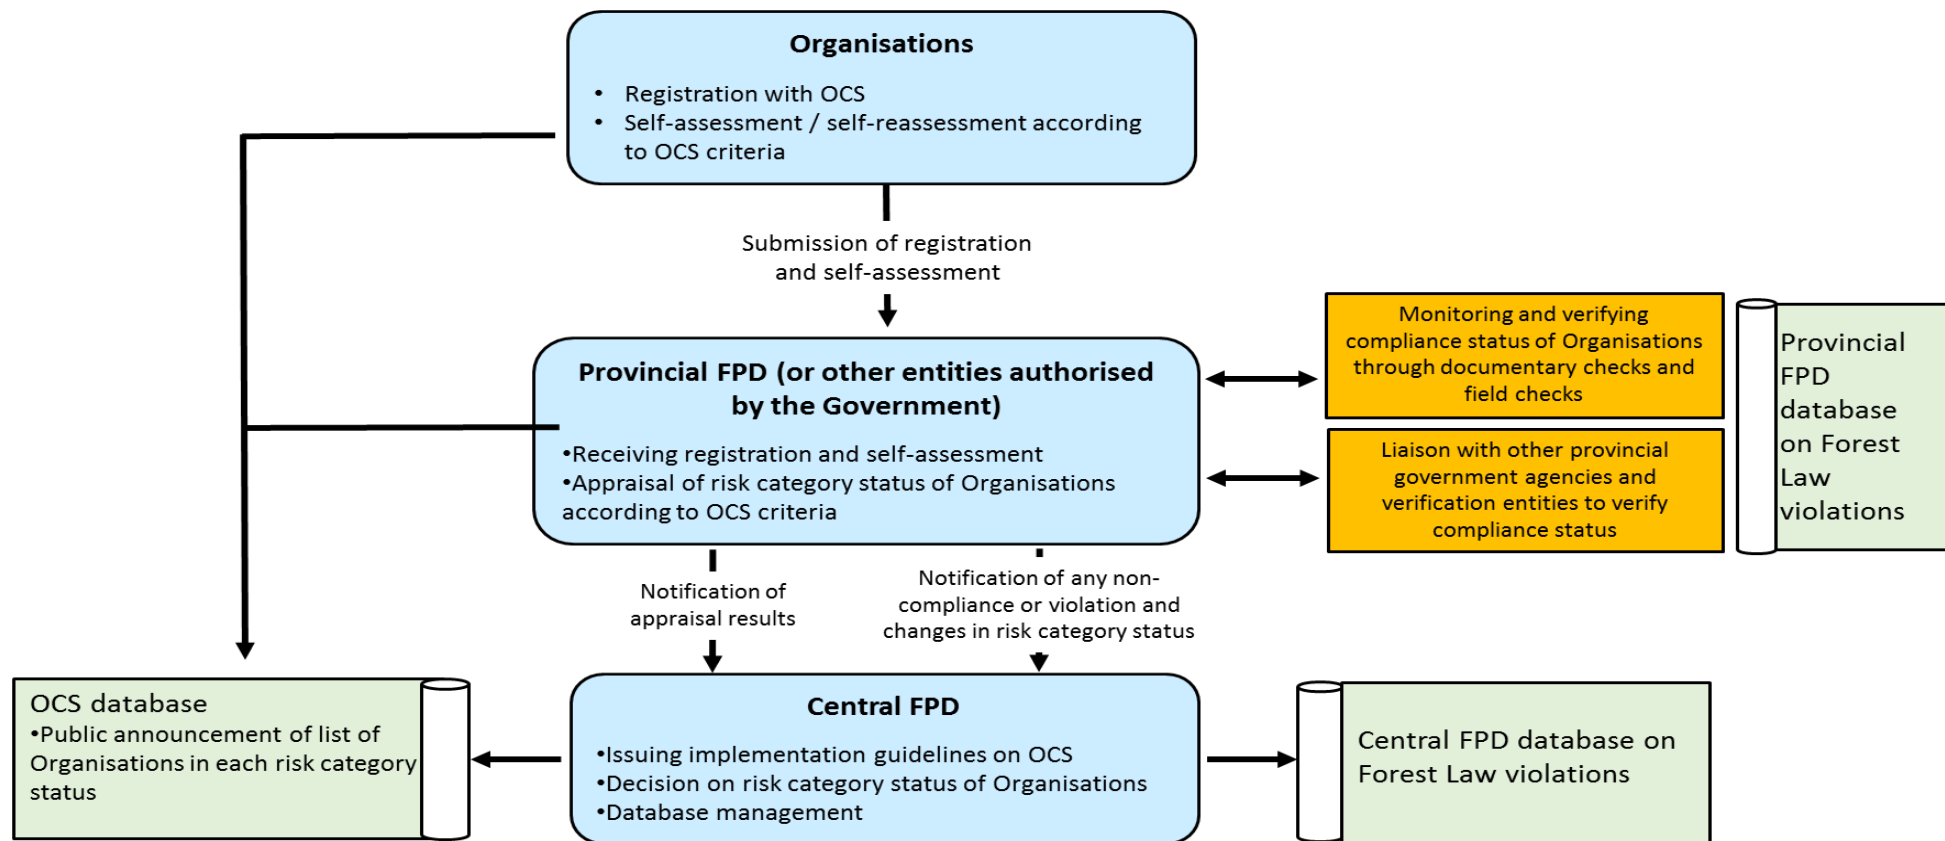 Organisations
• Registration with OCS
• Self-assessment / self-reassessment according
to OCS criteria
Submission of registration
and self-assessment
Provincial FPD (or other entities authorised
by the Government)
•Receiving registration and self-assessment
•Appraisal of risk category status of Organisations
according to OCS criteria
Monitoring and verifying
compliance status of Organisations
through documentary checks and
field checks
Liaison with other provincial
government agencies and
verification entities to verify
compliance status
Provincial
FPD
database
on Forest
Law
violations
Notification of
appraisal results
Notification of any non-
compliance or violation and
changes in risk category status
OCS database
•Public announcement of list of
Organisations in each risk category
status
Central FPD
•Issuing implementation guidelines on OCS
•Decision on risk category status of Organisations
•Database management
Central FPD database on
Forest Law violations